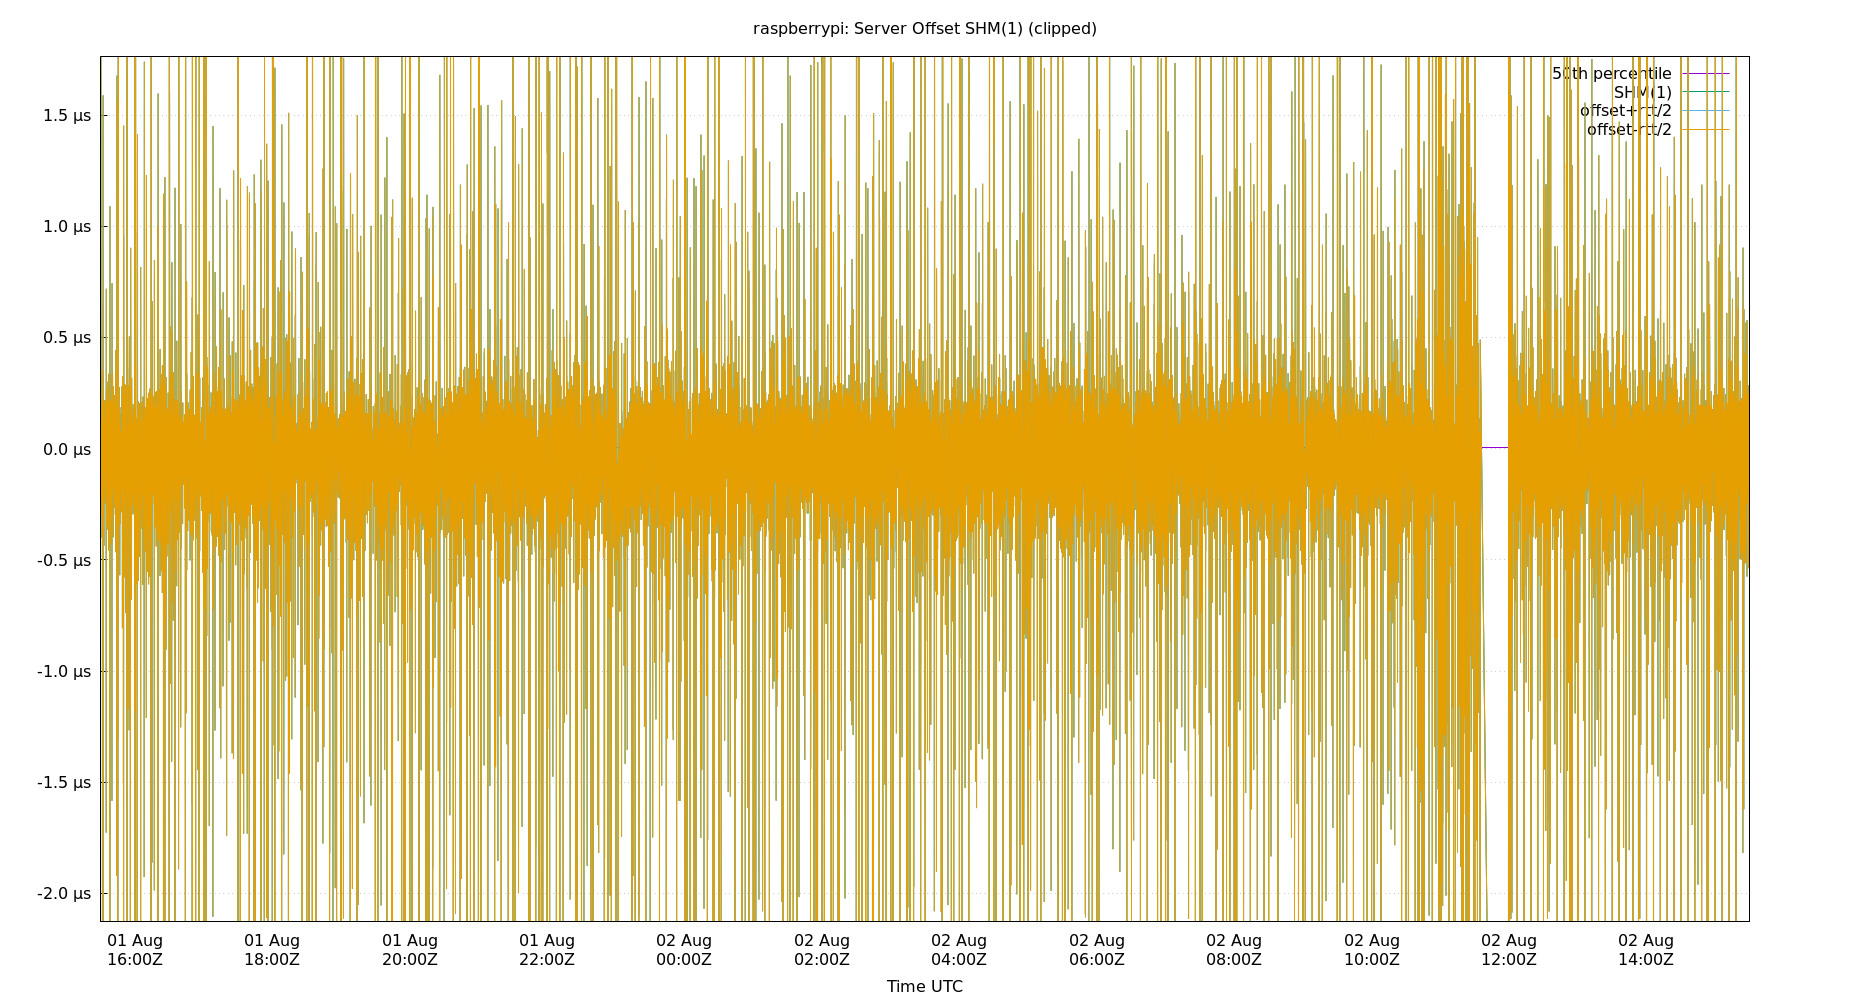 raspberrypi: Server Offset SHM(1) (clipped)
50th percentile
SHM(1)
offset+rtt/2
offset-rtt/2
1.5 µs
1.0 µs
0.5 µs
0.0 µs
-0.5 µs
-1.0 µs
-1.5 µs
-2.0 µs
01 Aug 01 Aug 01 Aug 01 Aug 02 Aug 02 Aug 02 Aug 02 Aug 02 Aug 02 Aug 02 Aug 02 Aug
16:00Z 18:00Z 20:00Z 22:00Z 00:00Z 02:00Z 04:00Z 06:00Z 08:00Z 10:00Z 12:00Z 14:00Z
Time UTC